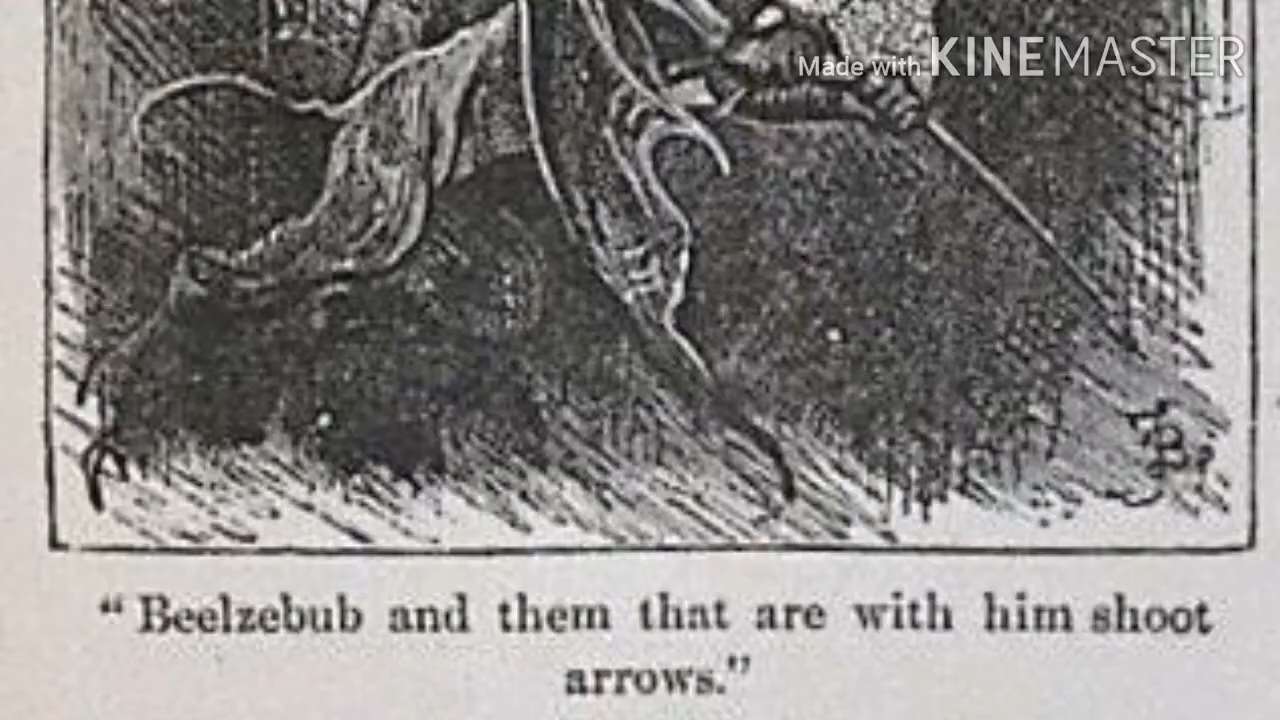 Made with KINEMASTER
"Beelzebub and them that are with him shoot
arrows."